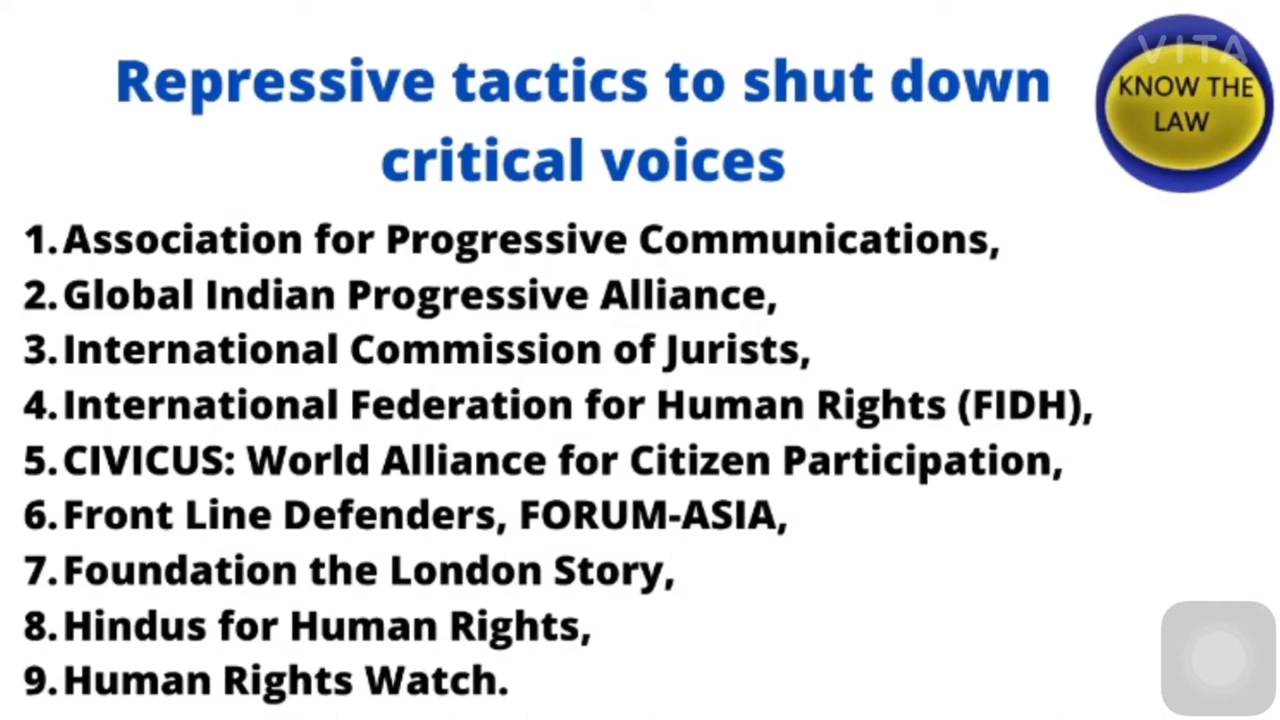 Repressive tactics to shut down
critical voices
VITA
KNOW THE
LAW
1. Association for Progressive Communications,
2. Global Indian Progressive Alliance,
3. International Commission of Jurists,
4. International Federation for Human Rights (FIDH),
5. CIVICUS: World Alliance for Citizen Participation,
6. Front Line Defenders, FORUM-ASIA,
7. Foundation the London Story,
8. Hindus for Human Rights,
9. Human Rights Watch.